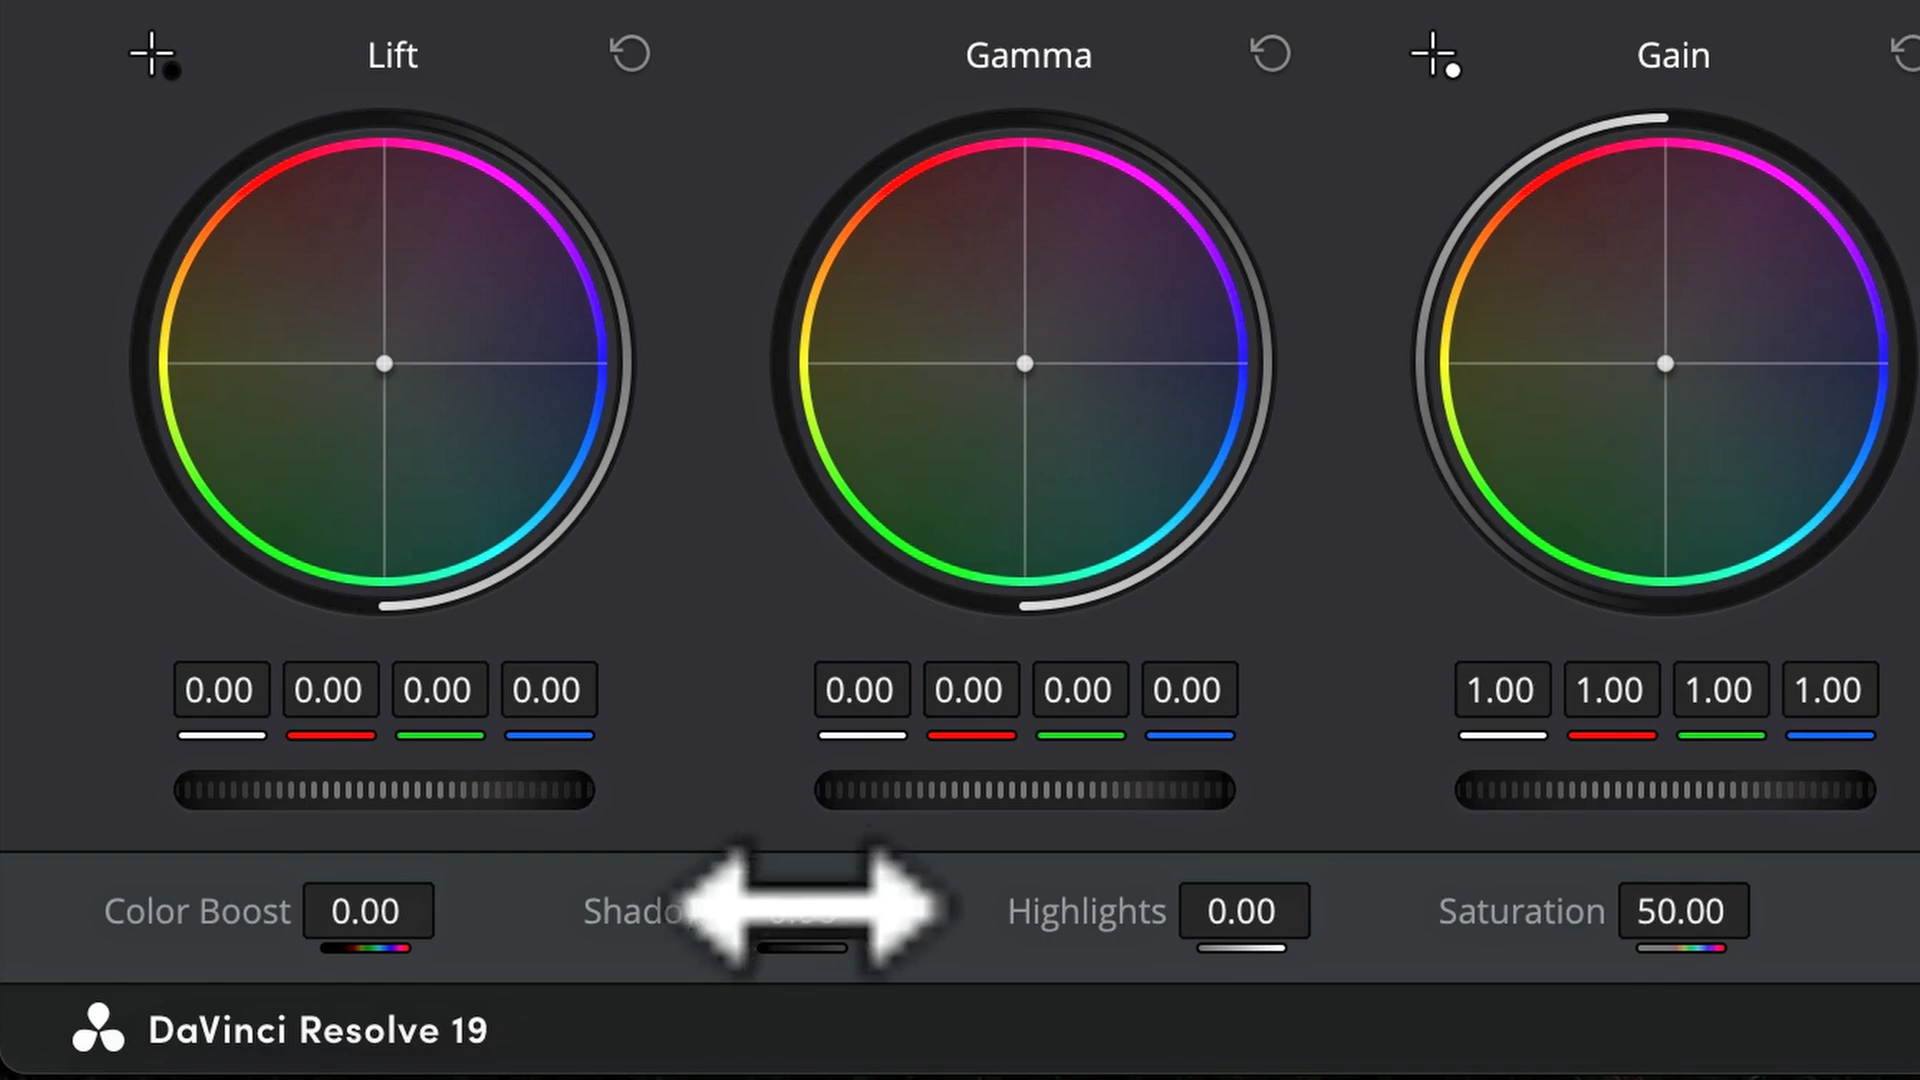 Lift
Gamma
Gain
0.00 0.00 0.00 0.00
0.00 0.00 0.00 0.00
1.00 1.00 1.00 1.00
Color Boost 0.00
Highlights 0.00
Saturation 50.00
DaVinci Resolve 19